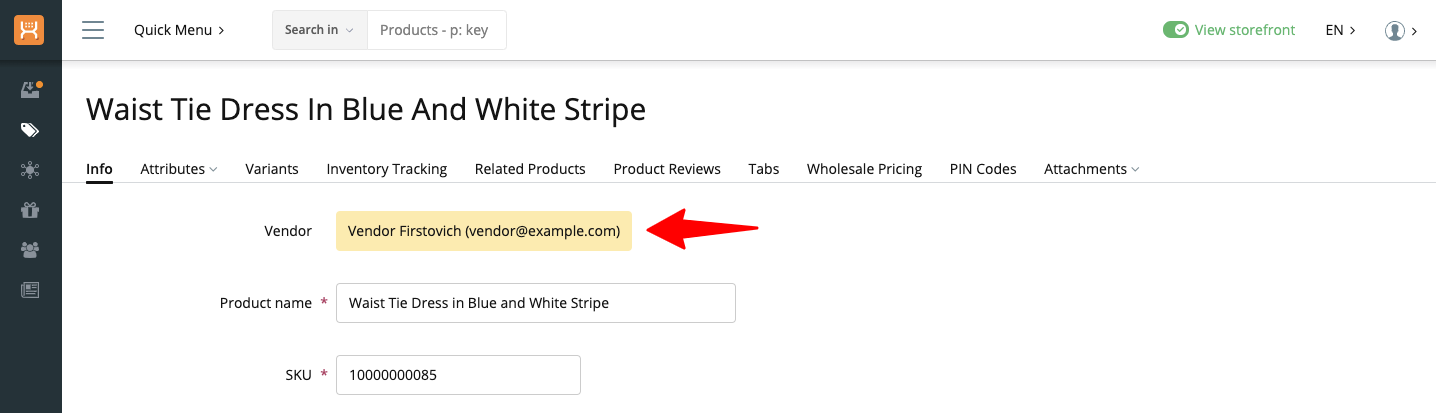 Quick Menu
Search in
Products - p: key
View storefront
EN
Waist Tie Dress In Blue And White Stripe
Info Attributes Variants Inventory Tracking Related Products Product Reviews Tabs Wholesale Pricing PIN Codes Attachments
Vendor Vendor Firstovich (vendor@example.com)
Product name * Waist Tie Dress in Blue and White Stripe
SKU * 10000000085